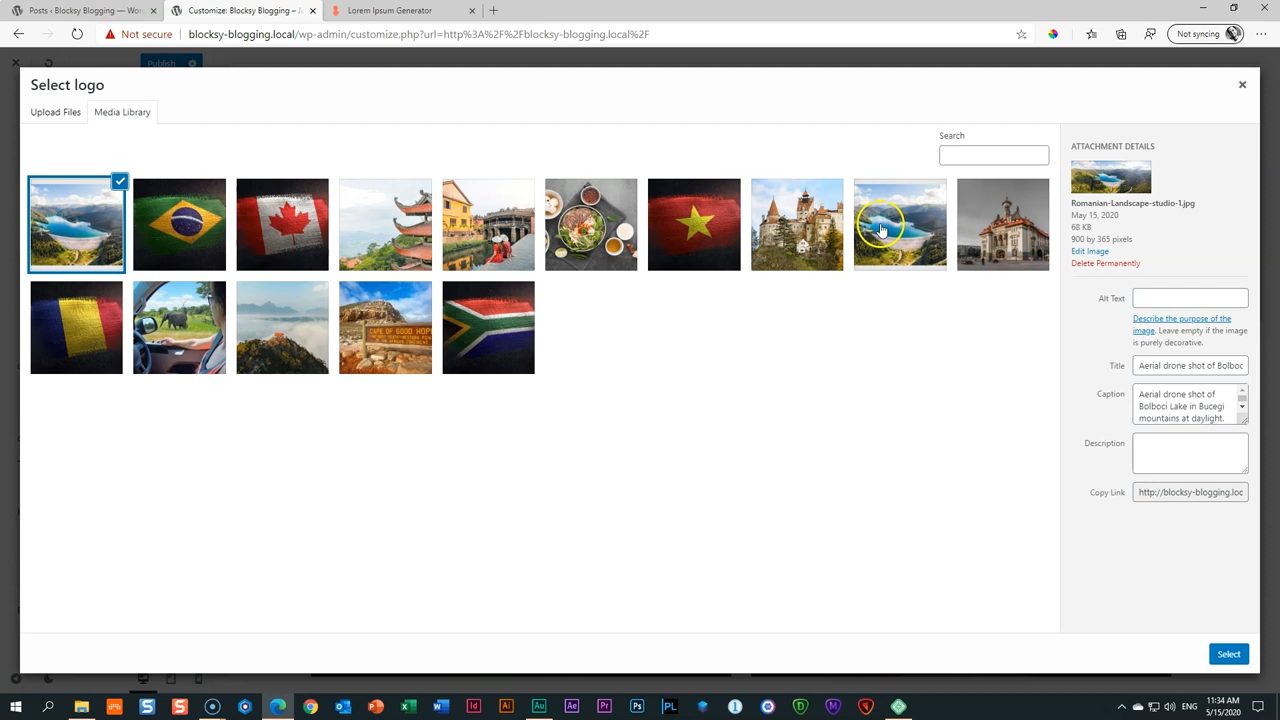 Posts ‹ Blocksy Blogging — Word
Customize: Blocksy Blogging – Ju
Lorem Ipsum Generator
Not secure
blocksy-blogging.local/wp-admin/customize.php?url=http%3A%2F%2Fblocksy-blogging.local%2F
Not syncing
Publish
Select logo
Upload Files
Media Library
Search
ATTACHMENT DETAILS
Romanian-Landscape-studio-1.jpg
May 15, 2020
68 KB
900 by 365 pixels
Edit Image
Delete Permanently
Alt Text
Describe the purpose of the
image. Leave empty if the image
is purely decorative.
Title
Aerial drone shot of Bolboc
Caption
Aerial drone shot of
Bolboci Lake in Bucegi
mountains at daylight.
Description
Copy Link
http://blocksy-blogging.loc
CAPE OF GOOD HOPE
Select
ENG
11:34 AM
5/15/2020